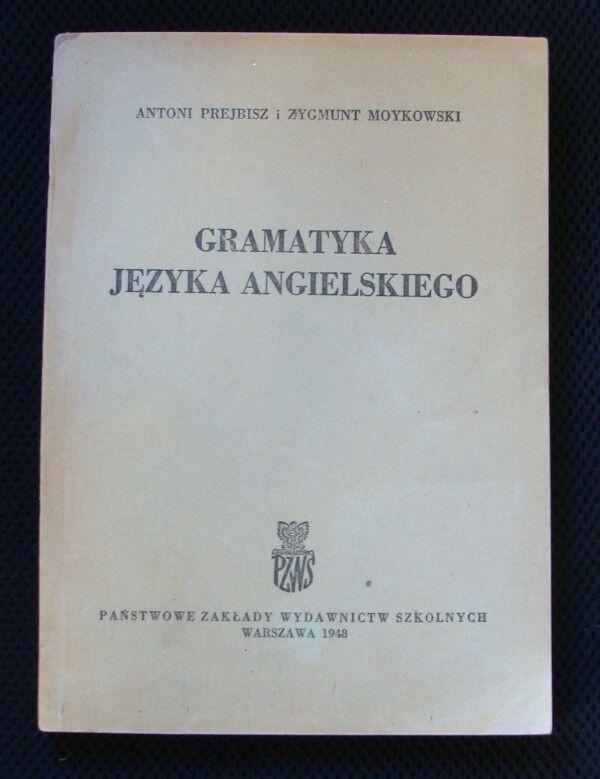 ANTONI PREJBISZ i ZYGMUNT MOYKOWSKI
GRAMATYKA
JĘZYKA ANGIELSKIEGO
PZWS
PAŃSTWOWE ZAKŁADY WYDAWNICTW SZKOLNYCH
WARSZAWA 1948